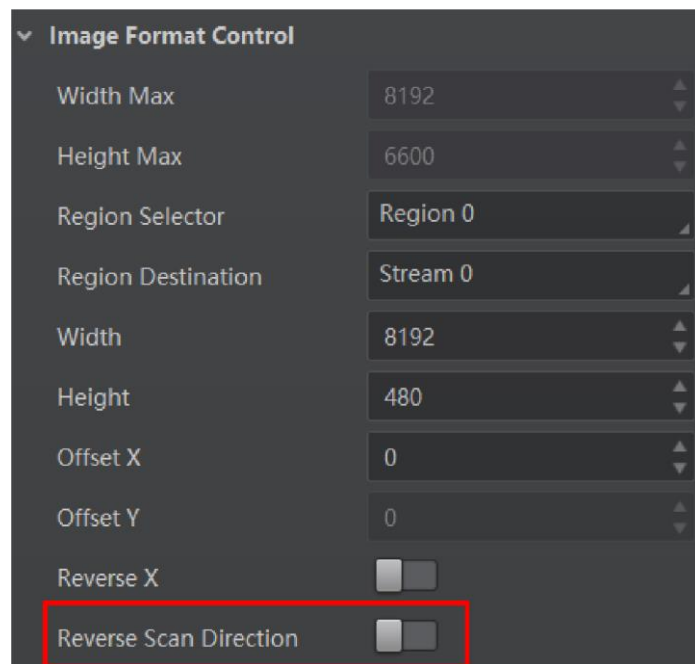 Image Format Control
Width Max 8192
Height Max 6600
Region Selector Region 0
Region Destination Stream 0
Width 8192
Height 480
Offset X 0
Offset Y 0
Reverse X
Reverse Scan Direction